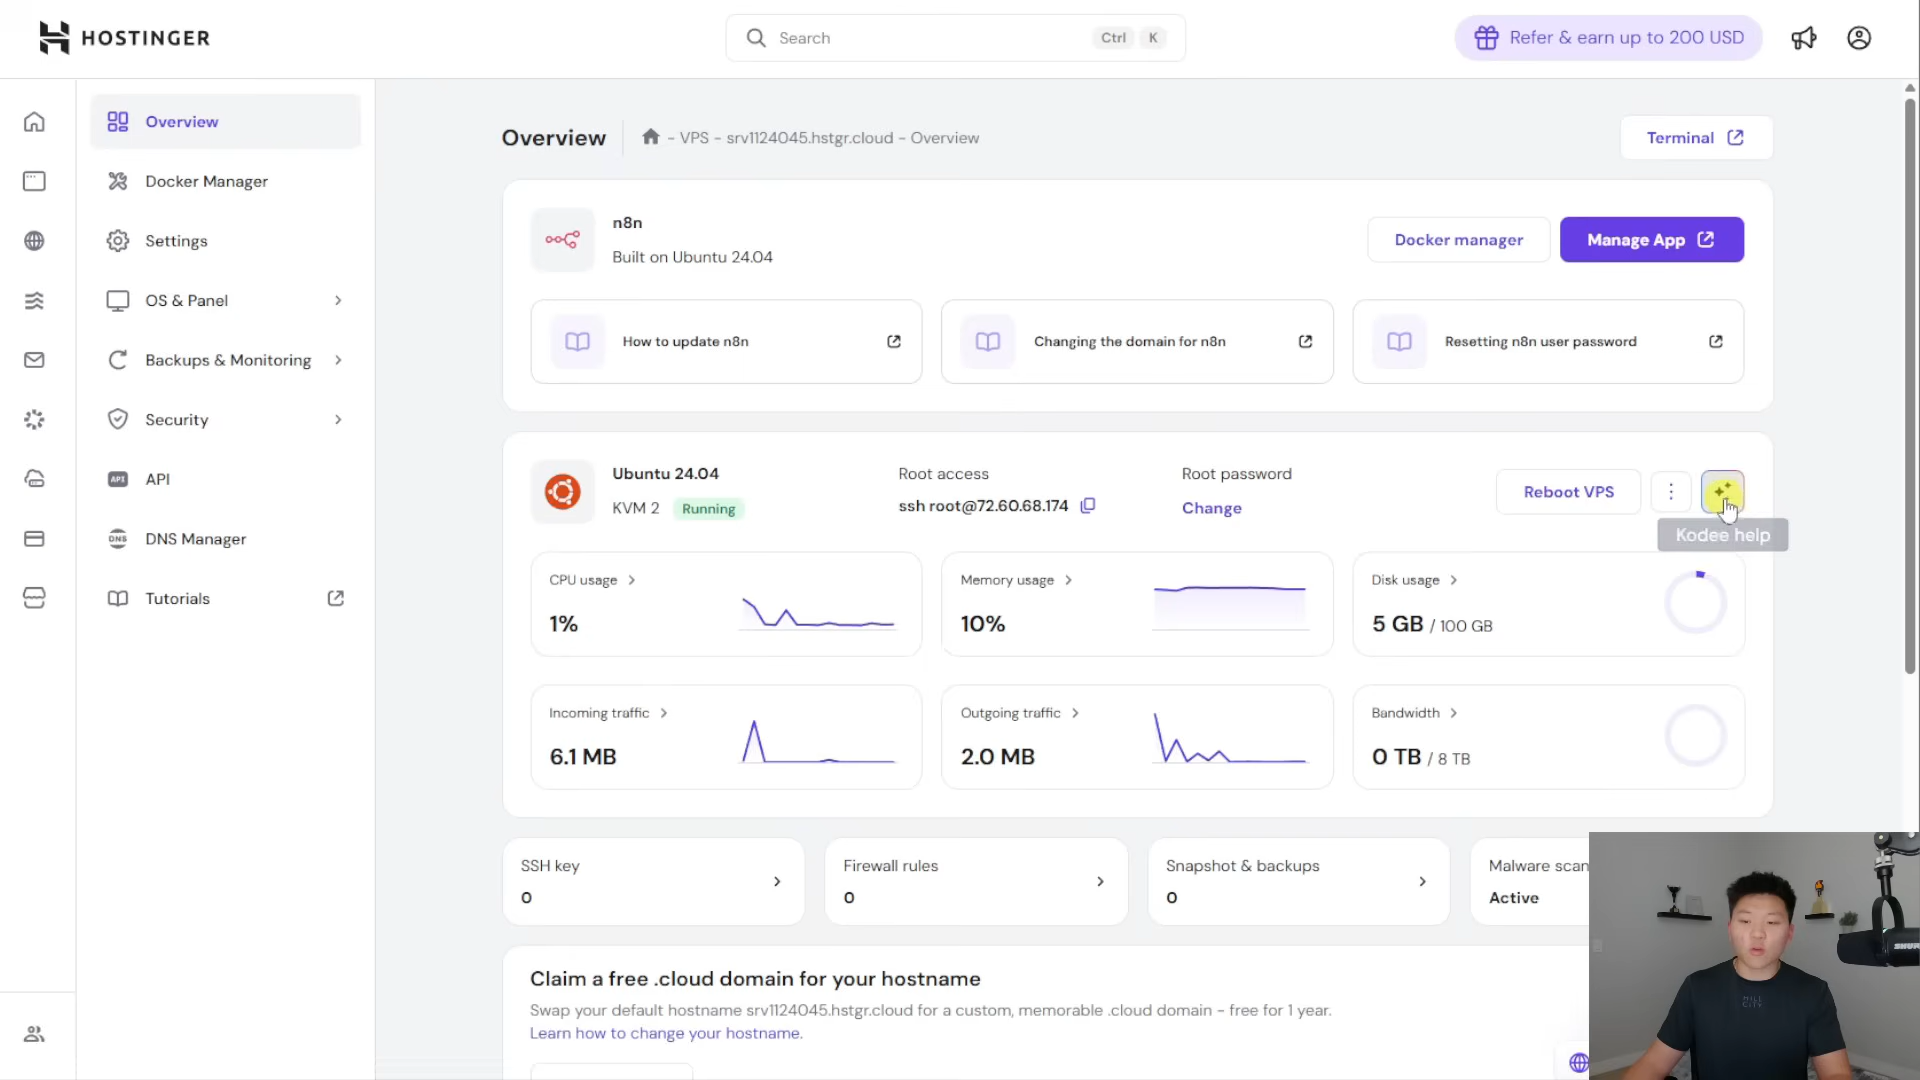 HOSTINGER
Search
Ctrl
K
Refer & earn up to 200 USD
Overview
Docker Manager
Settings
OS & Panel
Backups & Monitoring
Security
API
API
DNS
DNS Manager
Tutorials
Overview
- VPS - srv1124045.hstgr.cloud - Overview
Terminal
n8n
Built on Ubuntu 24.04
Docker manager
Manage App
How to update n8n
Changing the domain for n8n
Resetting n8n user password
Ubuntu 24.04
KVM 2
Running
Root access
ssh root@72.60.68.174
Root password
Change
Reboot VPS
Kodee help
CPU usage
1%
Memory usage
10%
Disk usage
5 GB / 100 GB
Incoming traffic
6.1 MB
Outgoing traffic
2.0 MB
Bandwidth
0 TB / 8 TB
SSH key
0
Firewall rules
0
Snapshot & backups
0
Malware scan
Active
Claim a free .cloud domain for your hostname
Swap your default hostname srv1124045.hstgr.cloud for a custom, memorable .cloud domain - free for 1 year.
Learn how to change your hostname.
MILL
CITY